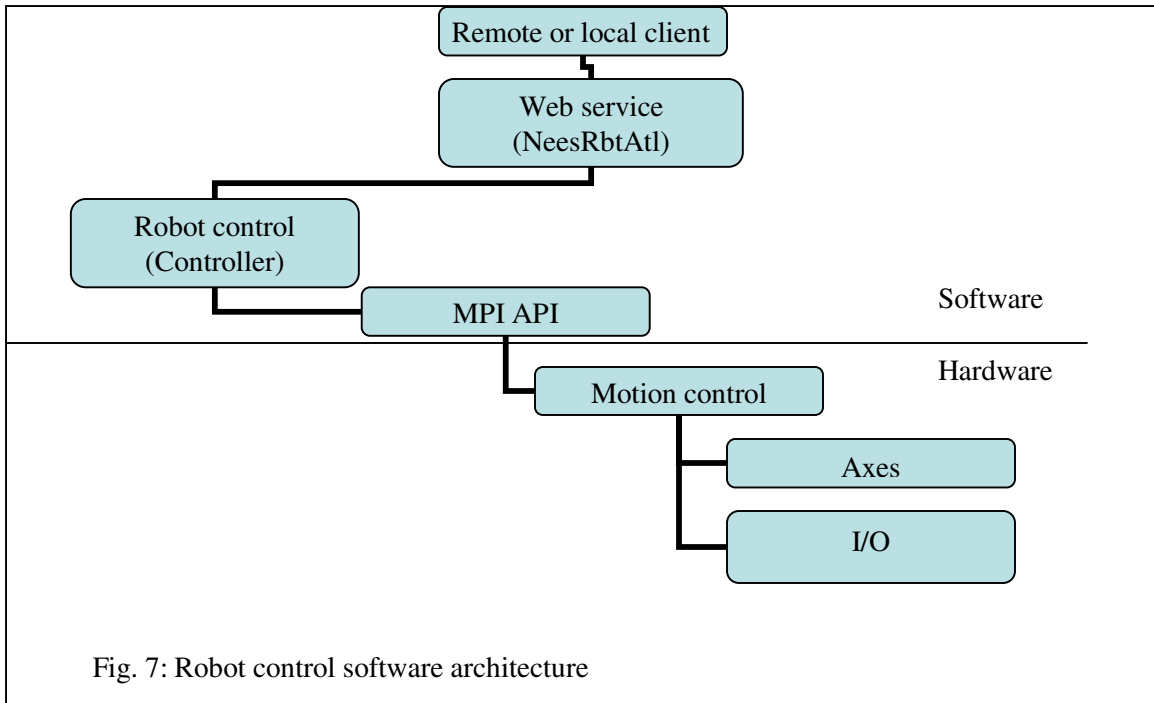 Remote or local client
Web service
(NeesRbtAtl)
Robot control
(Controller)
MPI API
Software
Hardware
Motion control
Axes
I/O
Fig. 7: Robot control software architecture